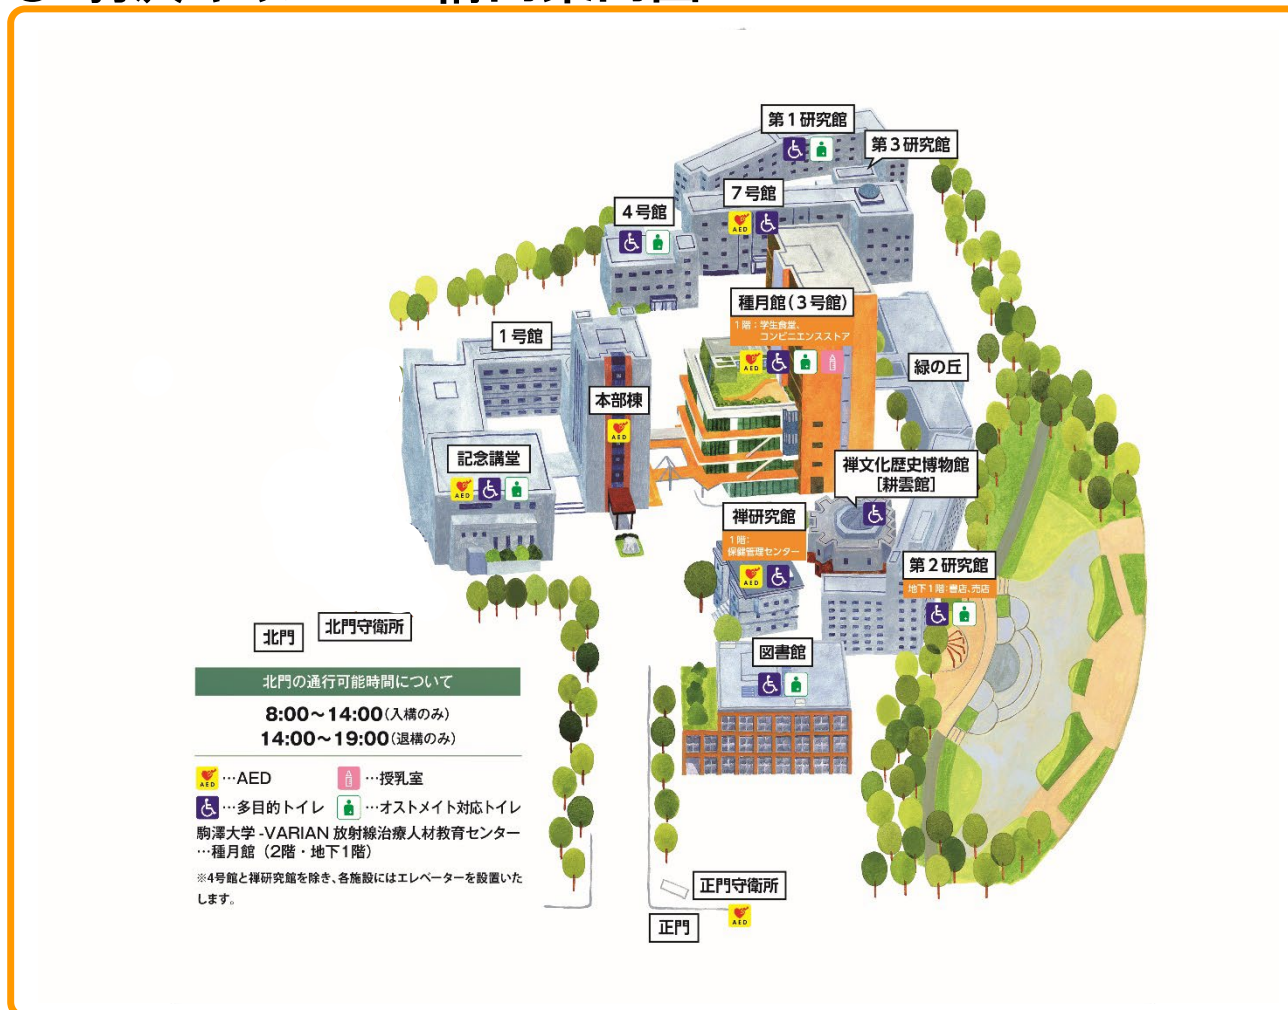 第1研究館
第3研究館
7号館
AED
4号館
種月館(3号館)
1階：学生食堂、
コンビニエンスストア
AED
1号館
緑の丘
本部棟
AED
記念講堂
AED
禅文化歴史博物館
[耕雲館]
禅研究館
1階：
保健管理センター
AED
第2研究館
地下1階：書店、売店
北門
北門守衛所
図書館
北門の通行可能時間について
8:00～14:00(入構のみ)
14:00～19:00(退構のみ)
AED …AED
…授乳室
…多目的トイレ
…オストメイト対応トイレ
駒澤大学-VARIAN 放射線治療人材教育センター
…種月館（2階・地下1階）
※4号館と禅研究館を除き、各施設にはエレベーターを設置いた
します。
正門守衛所
AED
正門